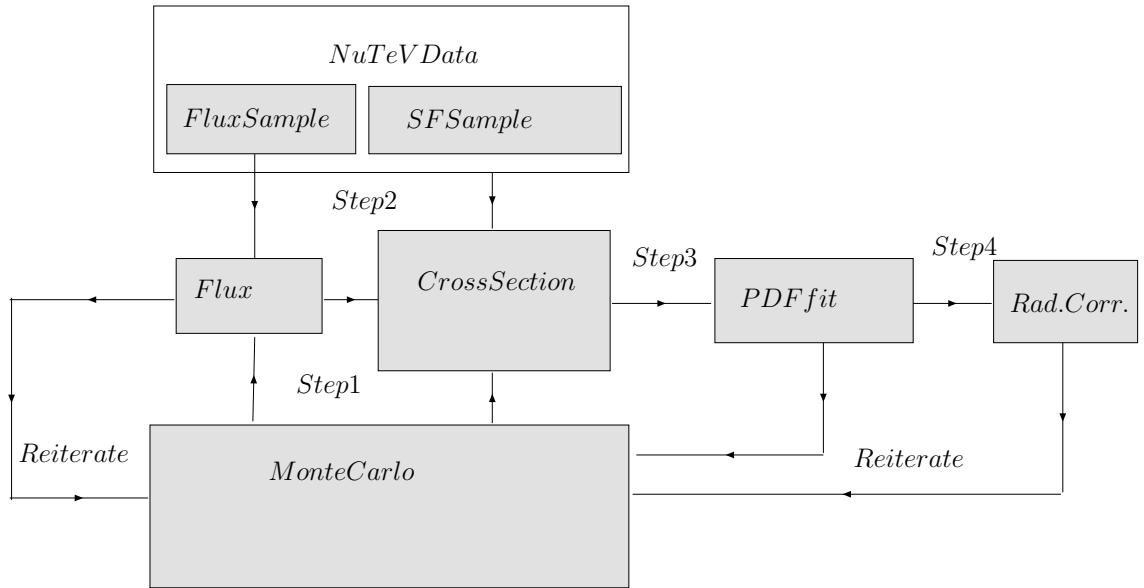 NuTeVData
FluxSample
SFSample
Step2
Flux
CrossSection
Step3
PDFfit
Step4
Rad.Corr.
Step1
Reiterate
MonteCarlo
Reiterate